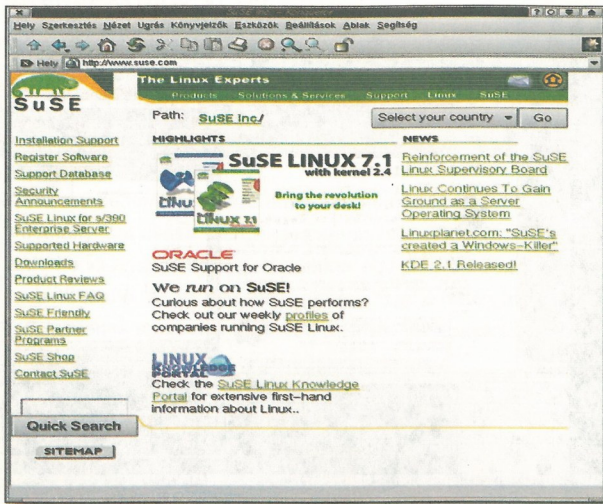 Hely Szerkesztés Nézet Ugrás Könyvjelzők Eszközök Beállítások Ablak Segítség
Hely http://www.suse.com
SuSE
The Linux Experts
Products Solutions & Services Support Linux SuSE
Path: SuSE Inc/
Select your country Go
Installation Support
Register Software
Support Database
Security
Announcements
SuSE Linux for s/390
Enterprise Server
Supported Hardware
Downloads
Product Reviews
SuSE Linux FAQ
SuSE Friendly
SuSE Partner
Programs
SuSE Shop
Contact SuSE
Quick Search
SITEMAP
HIGHLIGHTS
SuSE LINUX 7.1
with kernel 2.4
Bring the revolution
to your desk!
LINUX
LINUX 7.1
ORACLE
SuSE Support for Oracle
We run on SuSE!
Curious about how SuSE performs?
Check out our weekly profiles of
companies running SuSE Linux.
LINUX
KNOWLEDGE
PORTAL
Check the SuSE Linux Knowledge
Portal for extensive first-hand
information about Linux..
NEWS
Reinforcement of the SuSE
Linux Supervisory Board
Linux Continues To Gain
Ground as a Server
Operating System
Linuxplanet.com: "SuSE's
created a Windows-Killer"
KDE 2.1 Released!